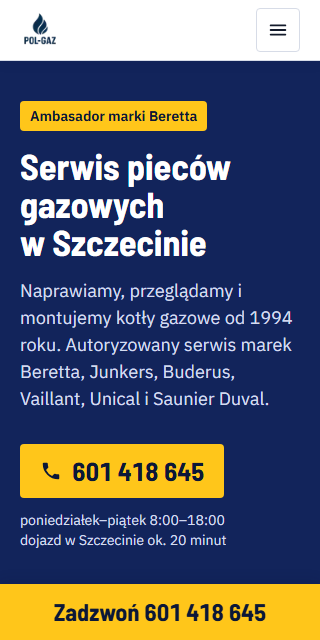 POL-GAZ
Ambasador marki Beretta
Serwis pieców
gazowych
w Szczecinie
Naprawiamy, przeglądamy i
montujemy kotły gazowe od 1994
roku. Autoryzowany serwis marek
Beretta, Junkers, Buderus,
Vaillant, Unical i Saunier Duval.
601 418 645
poniedziałek–piątek 8:00–18:00
dojazd w Szczecinie ok. 20 minut
Zadzwoń 601 418 645